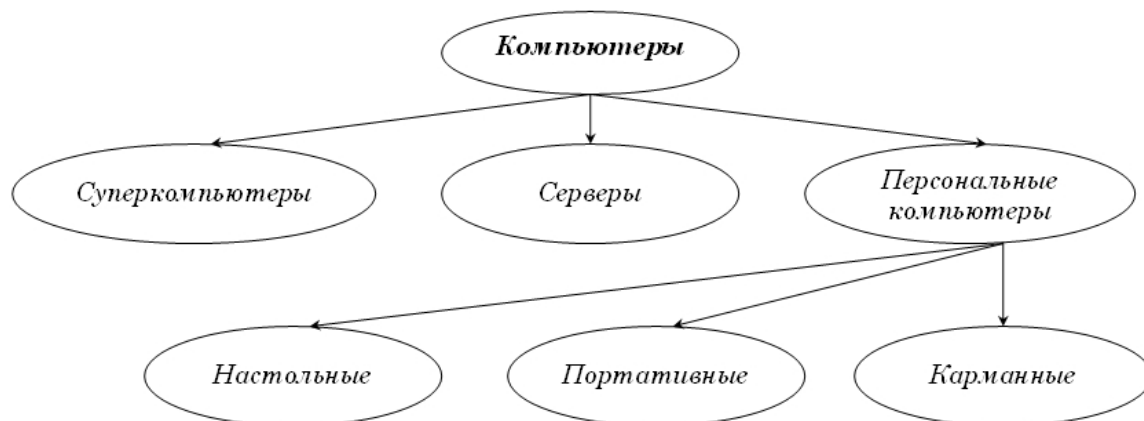 Компьютеры
Суперкомпьютеры
Серверы
Персональные
компьютеры
Настольные
Портативные
Карманные